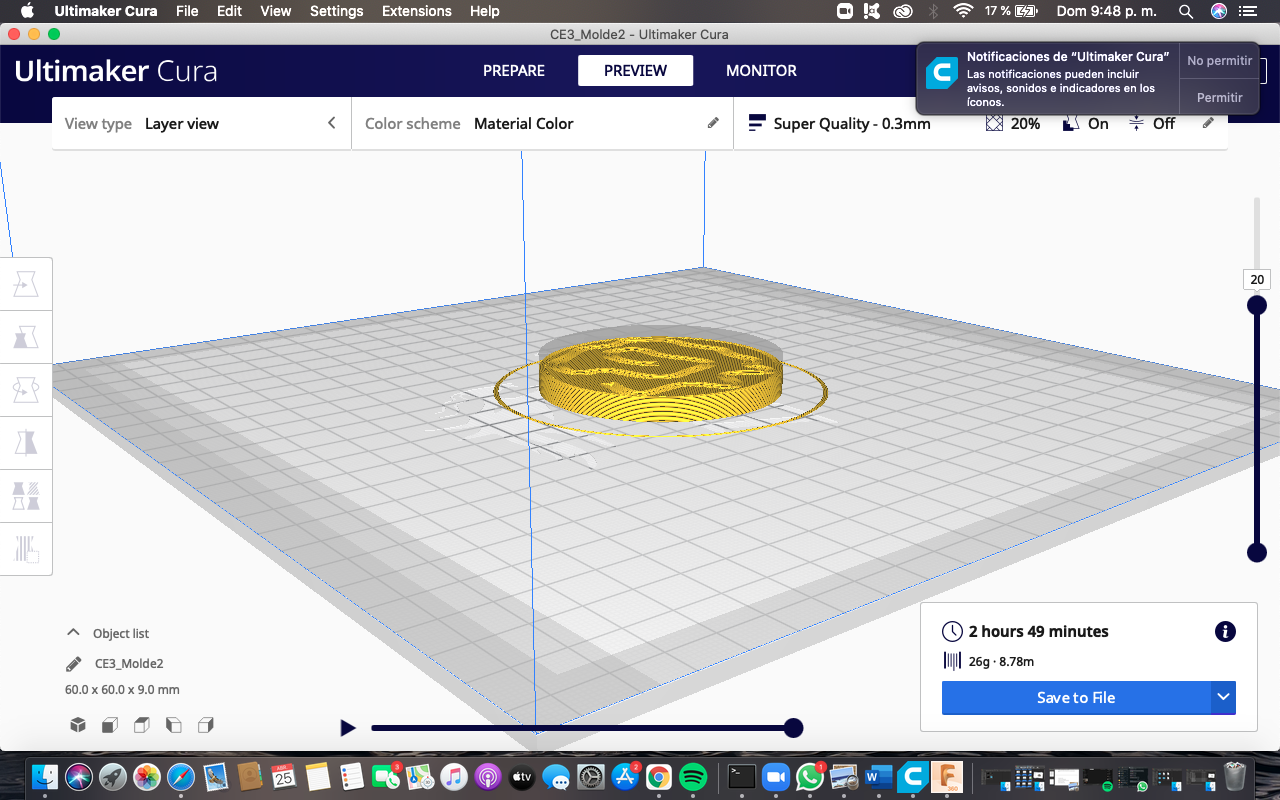 Ultimaker Cura File Edit View Settings Extensions Help 17 % Dom 9:48 p. m.
CE3_Molde2 - Ultimaker Cura
Ultimaker Cura PREPARE PREVIEW MONITOR
Notificaciones de “Ultimaker Cura”
Las notificaciones pueden incluir
avisos, sonidos e indicadores en los
íconos.
No permitir
Permitir
View type Layer view Color scheme Material Color Super Quality - 0.3mm 20% On Off
20
Object list
CE3_Molde2
60.0 x 60.0 x 9.0 mm
2 hours 49 minutes
26g · 8.78m
Save to File
ABR
25
3
2
tv
1
W
C
F
360